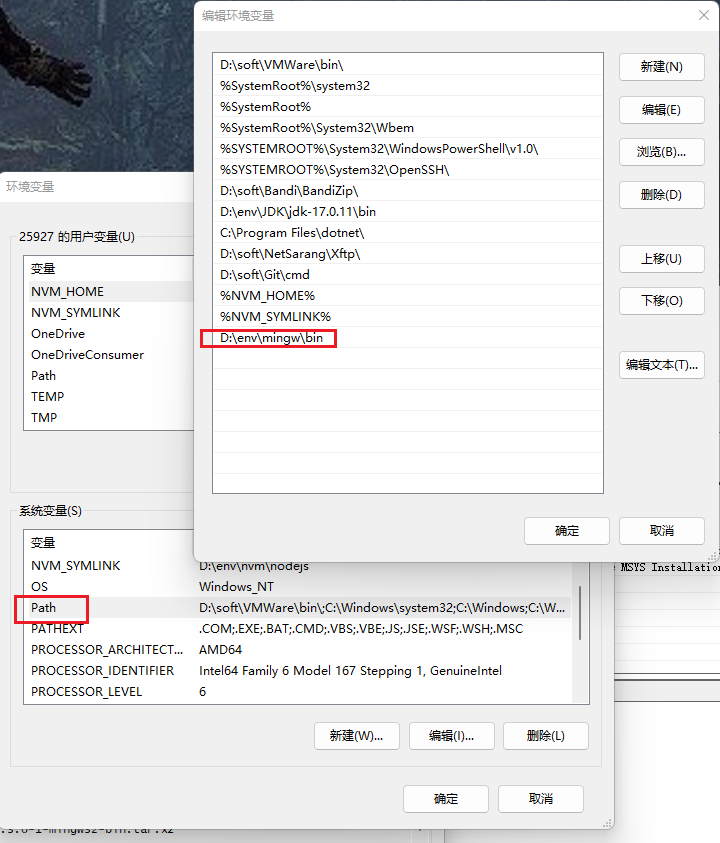 编辑环境变量
D:\soft\VMWare\bin\
%SystemRoot%\system32
%SystemRoot%
%SystemRoot%\System32\Wbem
%SYSTEMROOT%\System32\WindowsPowerShell\v1.0\
%SYSTEMROOT%\System32\OpenSSH\
D:\soft\Bandi\BandiZip\
D:\env\JDK\jdk-17.0.11\bin
C:\Program Files\dotnet\
D:\soft\NetSarang\Xftp\
D:\soft\Git\cmd
%NVM_HOME%
%NVM_SYMLINK%
D:\env\mingw\bin
新建(N)
编辑(E)
浏览(B)...
删除(D)
上移(U)
下移(O)
编辑文本(T)...
确定
取消
环境变量
25927 的用户变量(U)
变量
NVM_HOME
NVM_SYMLINK
OneDrive
OneDriveConsumer
Path
TEMP
TMP
系统变量(S)
变量
NVM_SYMLINK D:\env\nvm\nodejs
OS Windows_NT
Path D:\soft\VMWare\bin\;C:\Windows\system32;C:\Windows;C:\W...
PATHEXT .COM;.EXE;.BAT;.CMD;.VBS;.VBE;.JS;.JSE;.WSF;.WSH;.MSC
PROCESSOR_ARCHITECT... AMD64
PROCESSOR_IDENTIFIER Intel64 Family 6 Model 167 Stepping 1, GenuineIntel
PROCESSOR_LEVEL 6
新建(W)...
编辑(I)...
删除(L)
确定
取消
MSYS Installation